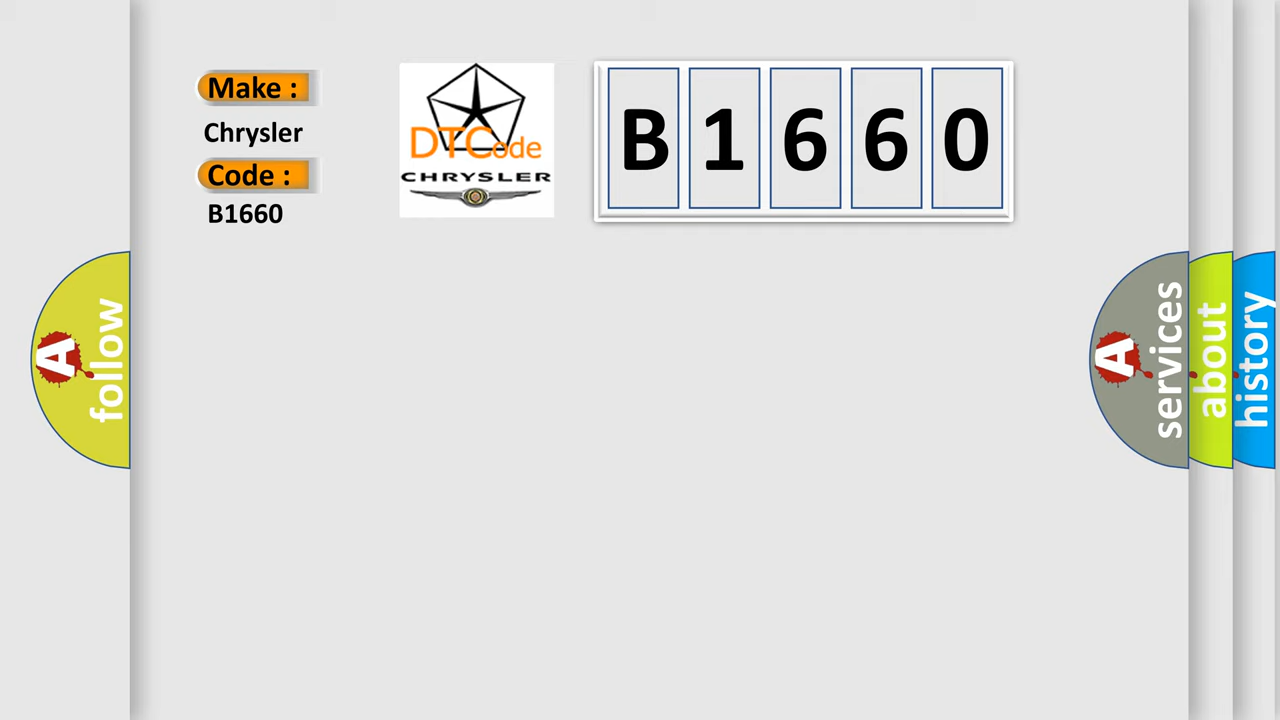 Make :
Chrysler
Code :
B1660
DTCode
CHRYSLER
B 1 6 6 0
A follow
A services
about
history